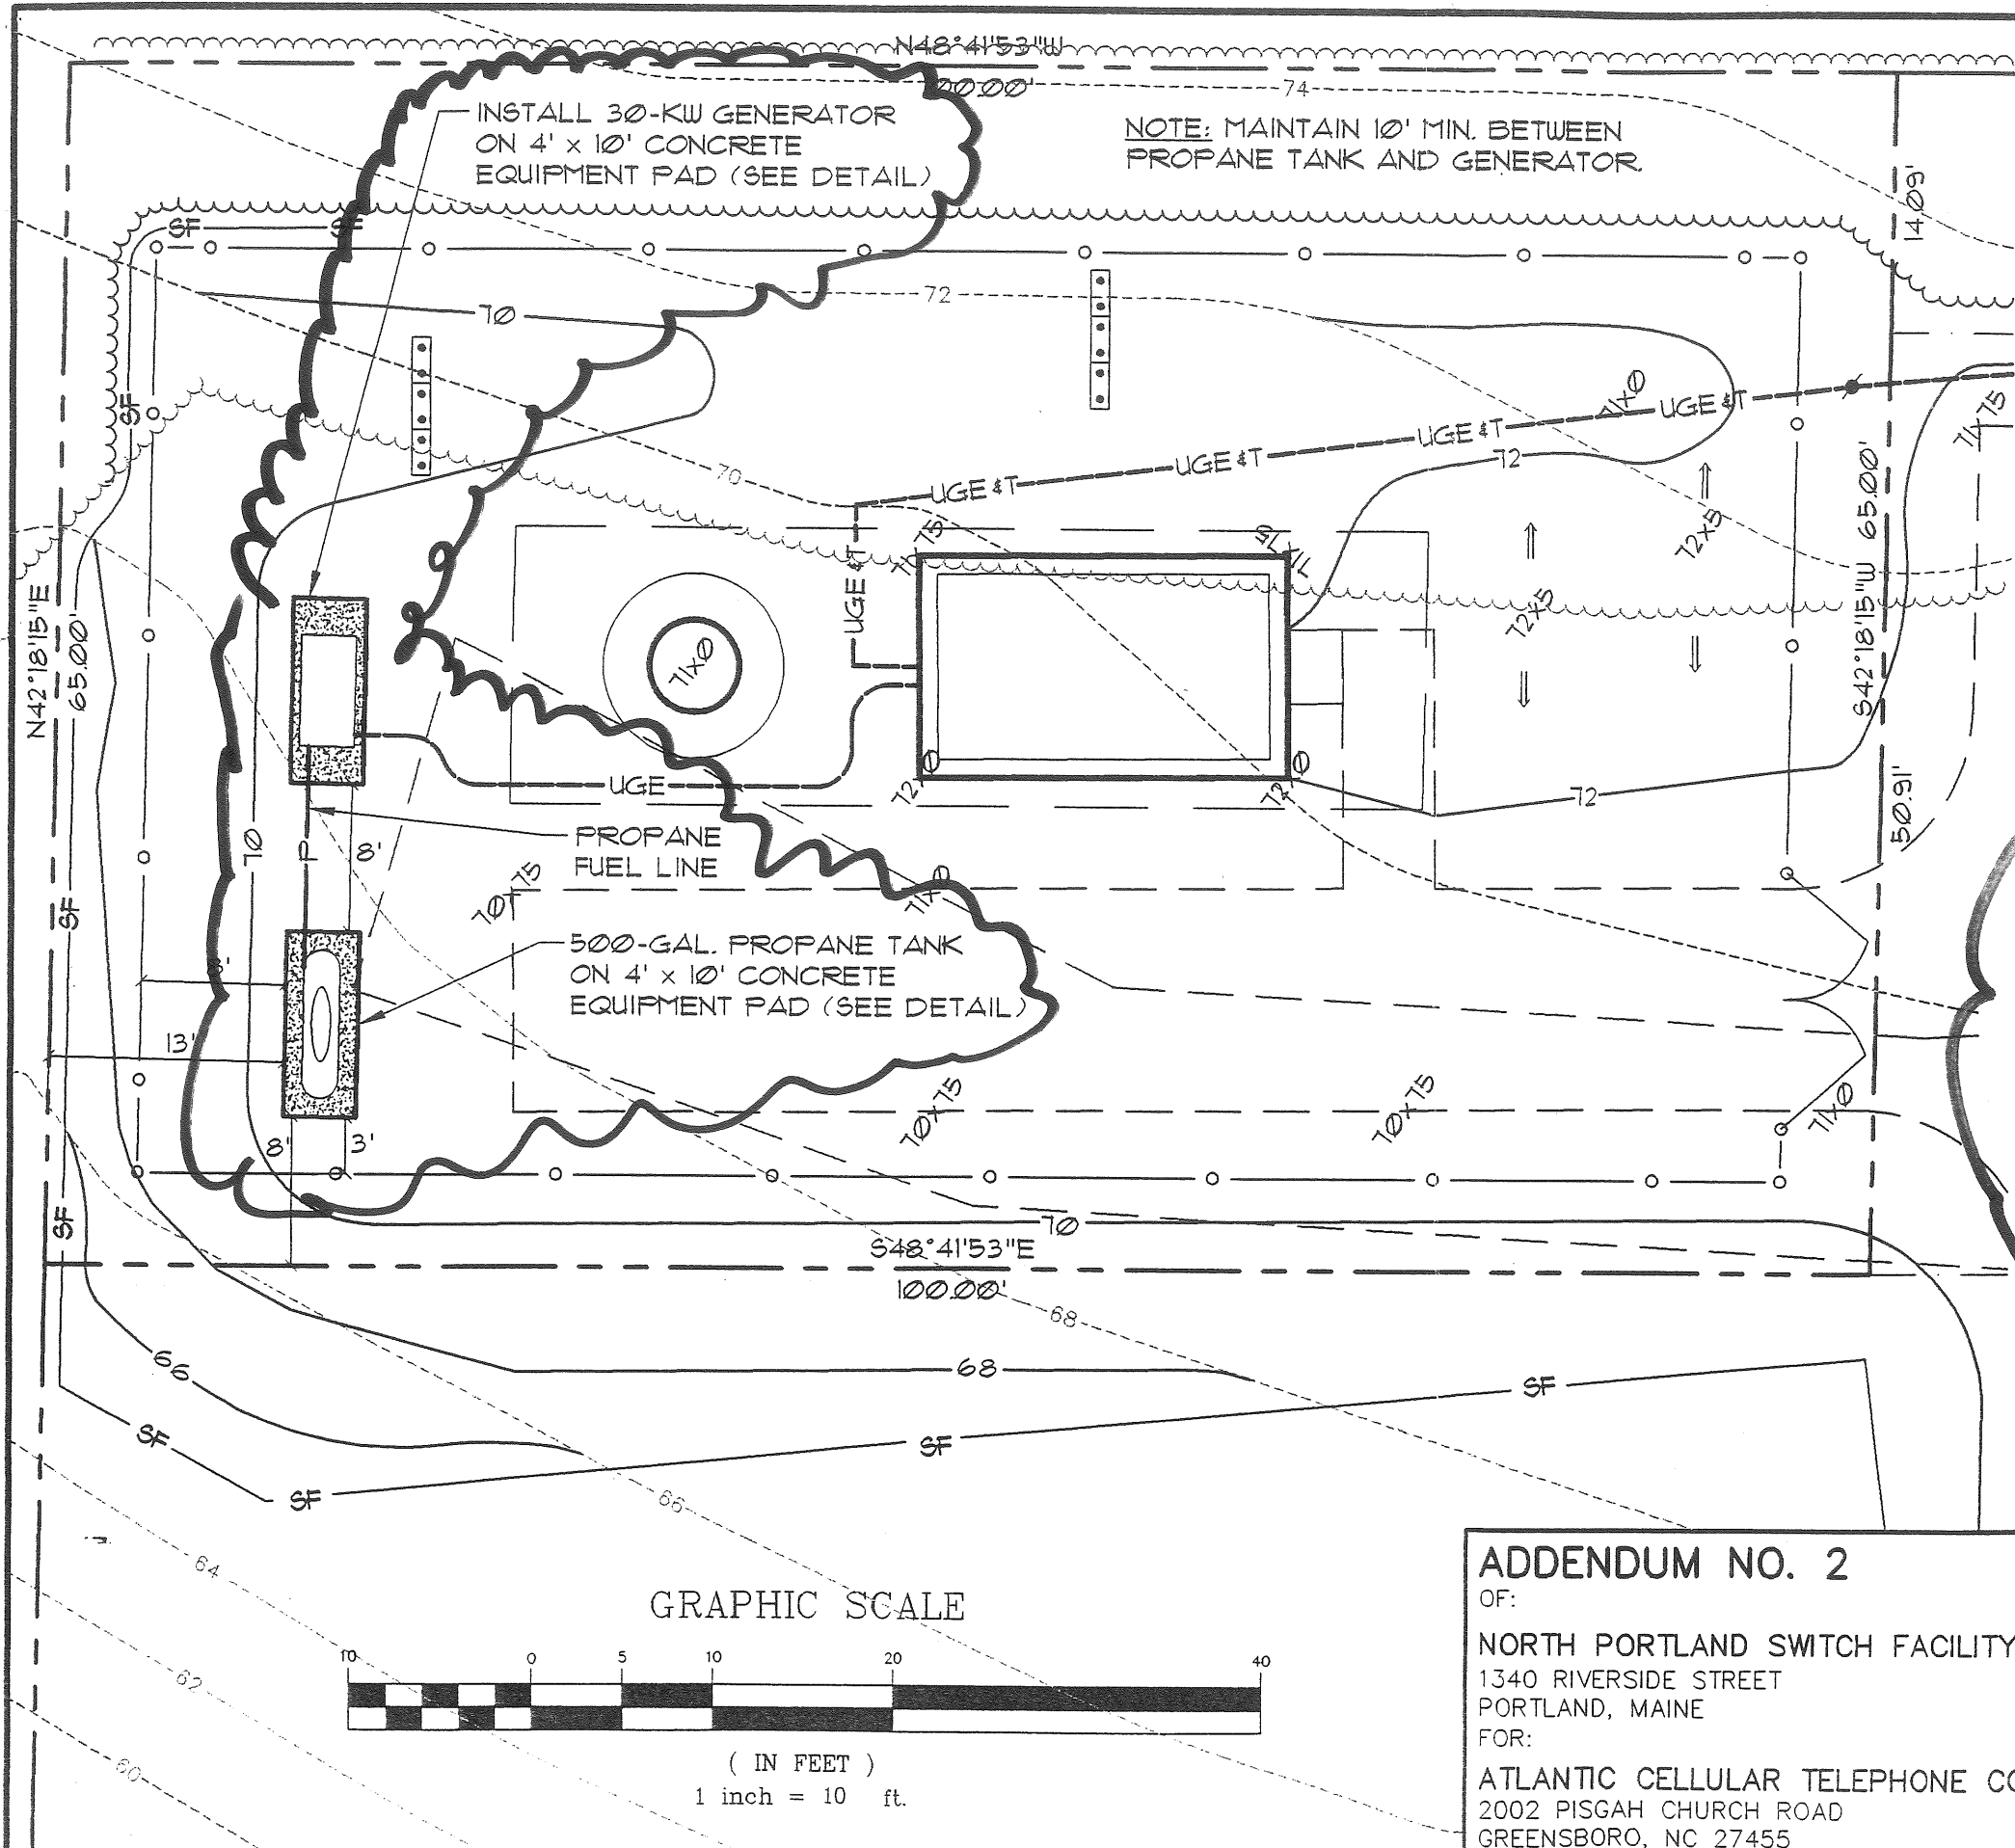 N48°41'53"W
00.00'
74
INSTALL 30-KW GENERATOR
ON 4' x 10' CONCRETE
EQUIPMENT PAD (SEE DETAIL)
NOTE: MAINTAIN 10' MIN. BETWEEN
PROPANE TANK AND GENERATOR.
14.09'
SF
SF
72
70
SF
71x0
UGE &T
UGE &T
UGE &T
UGE &T
71x75
72
70
UGE &T
72x5
72x5
S42°18'15"W 65.00'
N42°18'15"E
65.00'
71x0
UGE
72
50.91'
PROPANE
FUEL LINE
70
P
8'
70x75
71x0
SF
500-GAL. PROPANE TANK
ON 4' x 10' CONCRETE
EQUIPMENT PAD (SEE DETAIL)
8'
13'
70x75
70x75
71x0
8'
3'
SF
70
S48°41'53"E
100.00'
68
68
66
SF
SF
SF
SF
66
64
62
60
GRAPHIC SCALE
10 0 5 10 20 40
( IN FEET )
1 inch = 10 ft.
ADDENDUM NO. 2
OF:
NORTH PORTLAND SWITCH FACILITY
1340 RIVERSIDE STREET
PORTLAND, MAINE
FOR:
ATLANTIC CELLULAR TELEPHONE CO
2002 PISGAH CHURCH ROAD
GREENSBORO, NC 27455